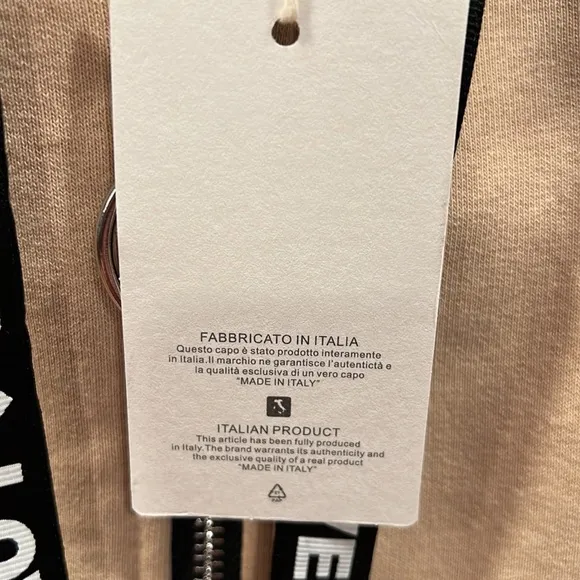 FABBRICATO IN ITALIA
Questo capo è stato prodotto interamente
in Italia.Il marchio ne garantisce l'autenticità e
la qualità esclusiva di un vero capo
"MADE IN ITALY"
ITALIAN PRODUCT
This article has been fully produced
in Italy.The brand warrants its authenticity and
the exclusive quality of a real product
"MADE IN ITALY"